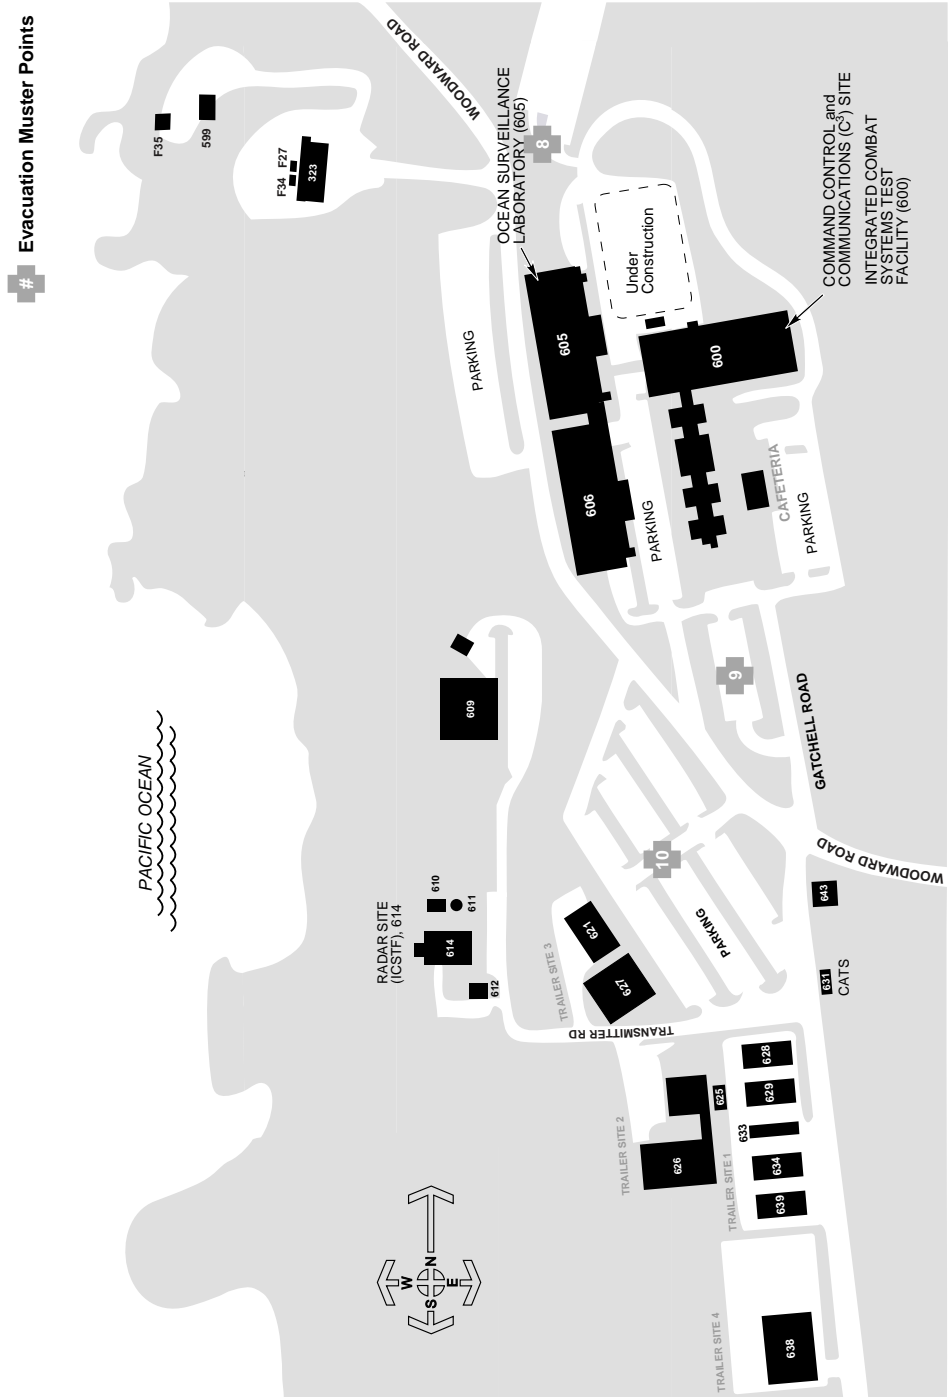 #
Evacuation Muster Points
WOODWARD ROAD
F35
599
F34
F27
323
8
OCEAN SURVEILLANCE
LABORATORY (605)
COMMAND CONTROL and
COMMUNICATIONS (C³) SITE
INTEGRATED COMBAT
SYSTEMS TEST
FACILITY (600)
Under
Construction
PARKING
605
600
606
PARKING
CAFETERIA
PARKING
609
9
GATCHELL ROAD
PACIFIC OCEAN
10
WOODWARD ROAD
RADAR SITE
(ICSTF), 614
610
611
614
612
TRAILER SITE 3
621
627
PARKING
643
631
CATS
TRANSMITTER RD
TRAILER SITE 2
626
625
628
629
633
634
639
TRAILER SITE 1
N
W
E
S
TRAILER SITE 4
638